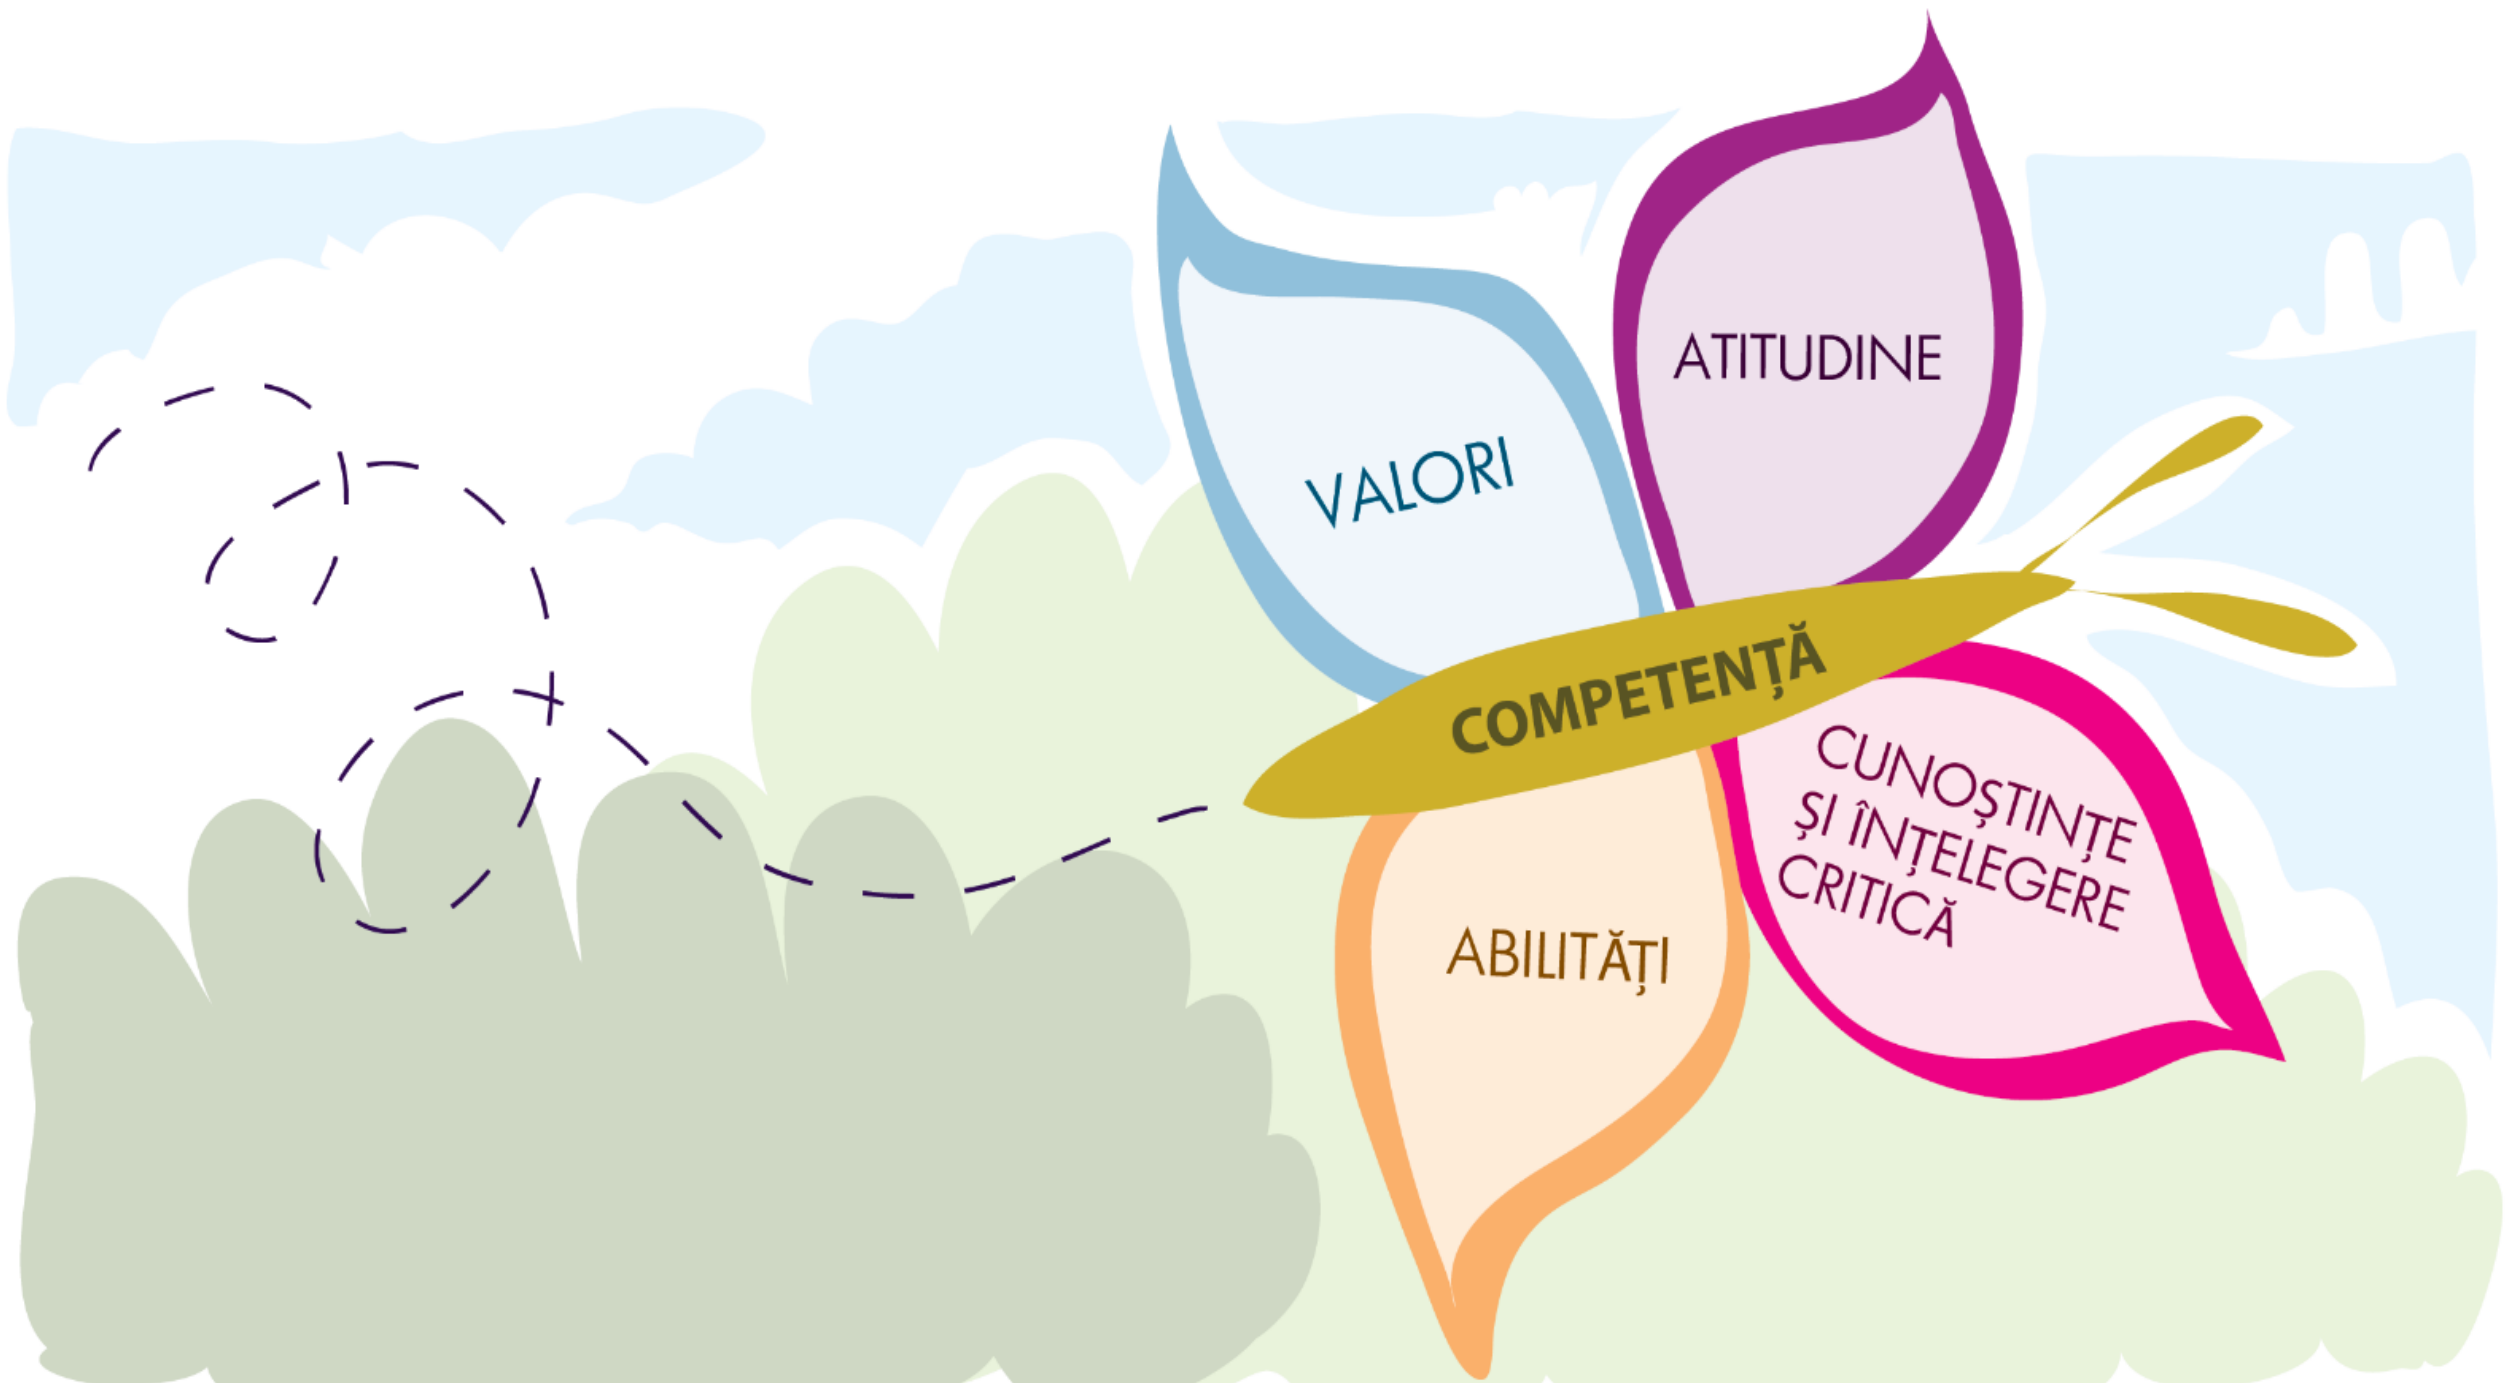 ATITUDINE
VALORI
COMPETENȚĂ
CUNOȘTINȚE
ȘI ÎNȚELEGERE
CRITICĂ
ABILITĂȚI